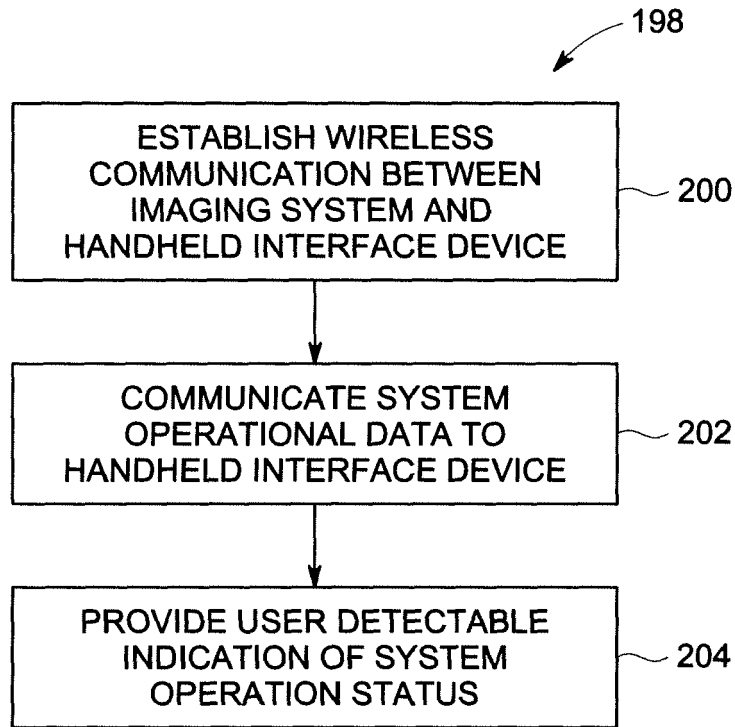 198
ESTABLISH WIRELESS
COMMUNICATION BETWEEN
IMAGING SYSTEM AND
HANDHELD INTERFACE DEVICE
200
COMMUNICATE SYSTEM
OPERATIONAL DATA TO
HANDHELD INTERFACE DEVICE
202
PROVIDE USER DETECTABLE
INDICATION OF SYSTEM
OPERATION STATUS
204